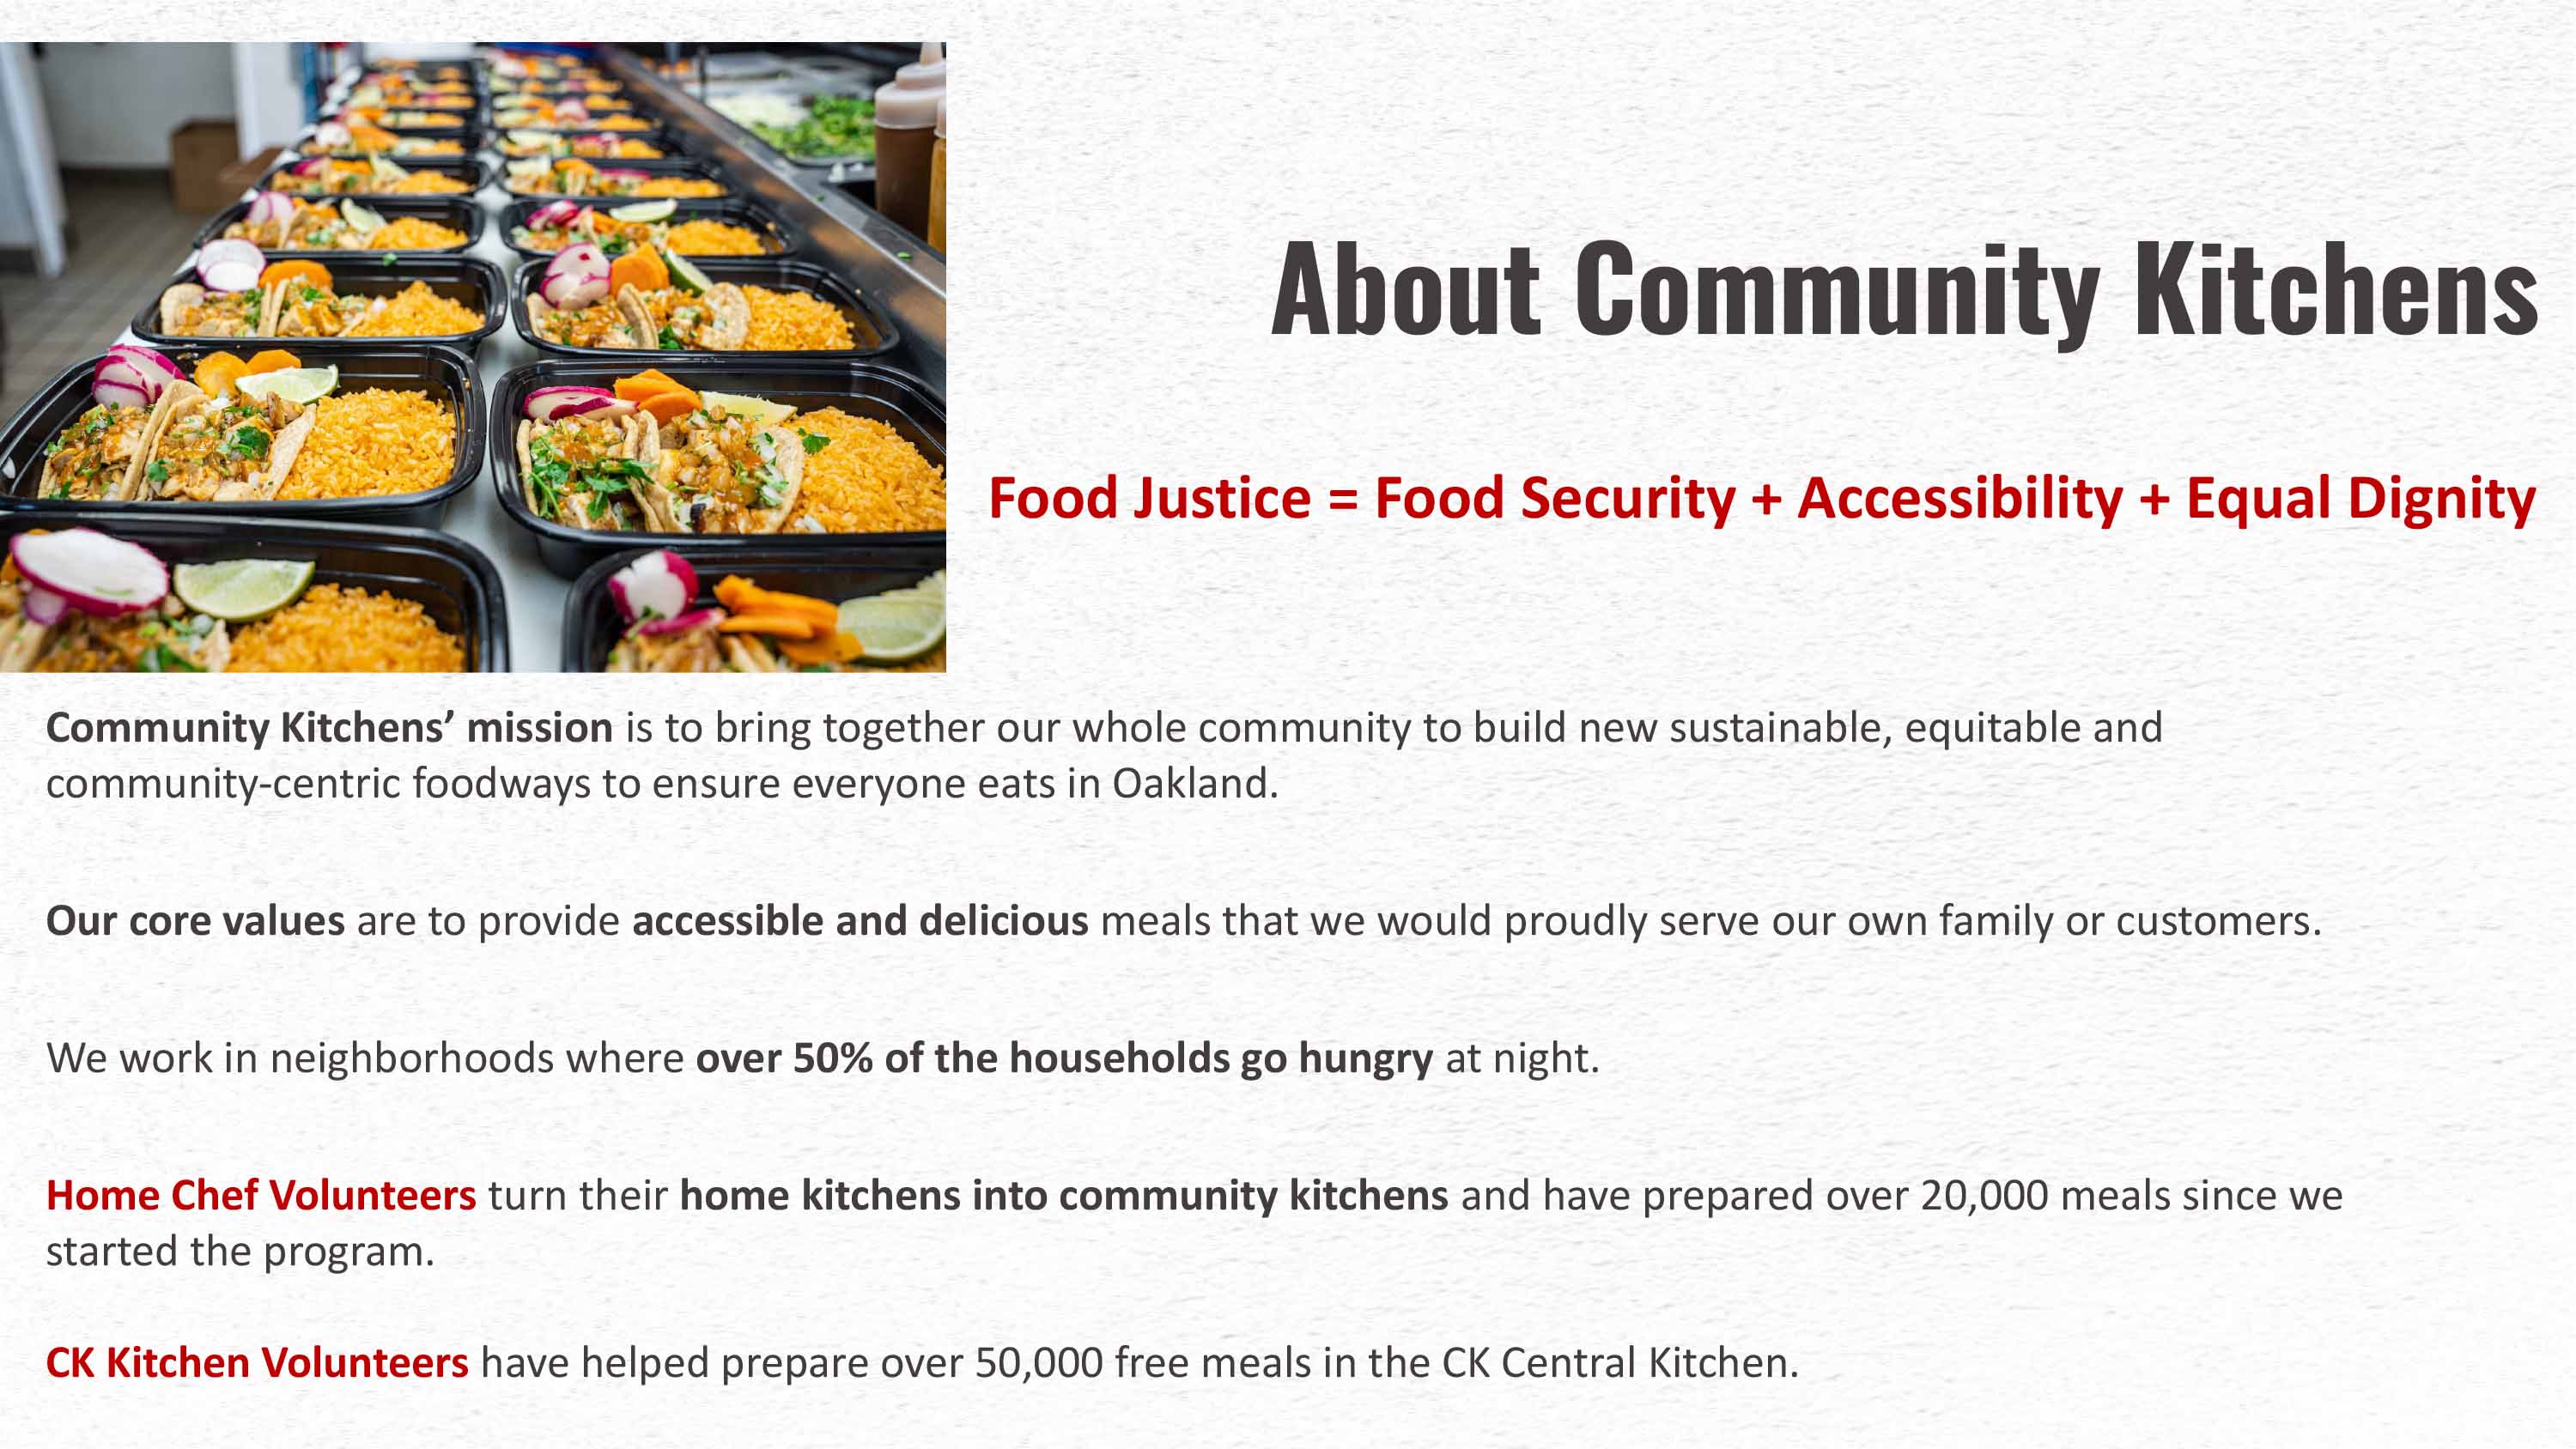 About Community Kitchens
Food Justice = Food Security + Accessibility + Equal Dignity
Community Kitchens’ mission is to bring together our whole community to build new sustainable, equitable and
community-centric foodways to ensure everyone eats in Oakland.
Our core values are to provide accessible and delicious meals that we would proudly serve our own family or customers.
We work in neighborhoods where over 50% of the households go hungry at night.
Home Chef Volunteers turn their home kitchens into community kitchens and have prepared over 20,000 meals since we
started the program.
CK Kitchen Volunteers have helped prepare over 50,000 free meals in the CK Central Kitchen.